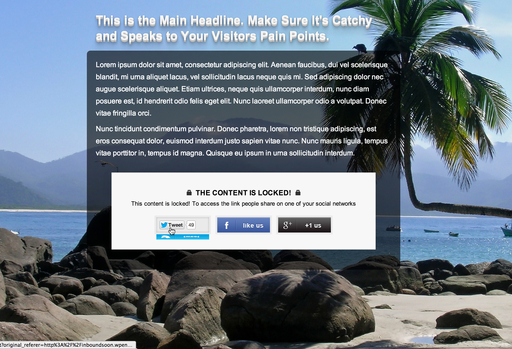 This is the Main Headline. Make Sure It's Catchy
and Speaks to Your Visitors Pain Points.
Lorem ipsum dolor sit amet, consectetur adipiscing elit. Aenean faucibus, dui vel scelerisque
blandit, mi urna aliquet lacus, vel sollicitudin lacus neque quis mi. Sed adipiscing dolor nec
augue scelerisque aliquet. Etiam ultrices, neque quis ullamcorper interdum, nunc diam
posuere est, id hendrerit odio felis eget elit. Nunc laoreet ullamcorper odio a volutpat. Donec
vitae fringilla orci.
Nunc tincidunt condimentum pulvinar. Donec pharetra, lorem non tristique adipiscing, est
eros consequat dolor, euismod interdum justo sapien vitae nunc. Nunc mauris ligula, tempus
vitae porttitor in, tempus id magna. Quisque eu ipsum in urna sollicitudin interdum.
THE CONTENT IS LOCKED!
This content is locked! To access the link people share on one of your social networks
Tweet 49 f like us g+ +1 us
t?original_referer=http%3A%2F%2Finboundsoon.wpen...